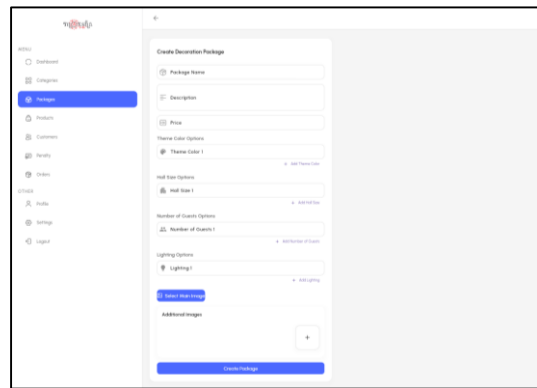 MENU
Dashboard
Categories
Packages
Products
Customers
Penalty
Orders
OTHER
Profile
Settings
Logout
Create Decoration Package
Package Name
Description
Price
Theme Color Options
Theme Color 1
+ Add Theme Color
Hall Size Options
Hall Size 1
+ Add Hall Size
Number of Guests Options
Number of Guests 1
+ Add Number of Guests
Lighting Options
Lighting 1
+ Add Lighting
Select Main Image
Additional Images
+
Create Package